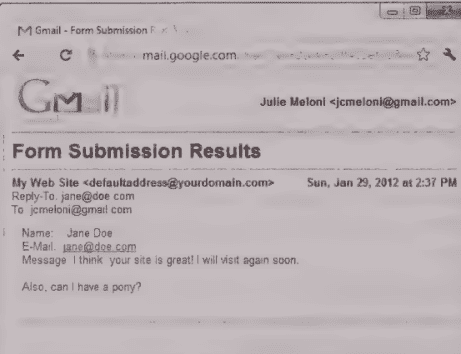 Gmail - Form Submission
mail.google.com
Gmail
Julie Meloni <jcmeloni@gmail.com>
Form Submission Results
My Web Site <defaultaddress@yourdomain.com> Sun, Jan 29, 2012 at 2:37 PM
Reply-To. jane@doe com
To jcmeloni@gmail com
Name: Jane Doe
E-Mail. jane@doe.com
Message I think your site is great! I will visit again soon.
Also, can I have a pony?